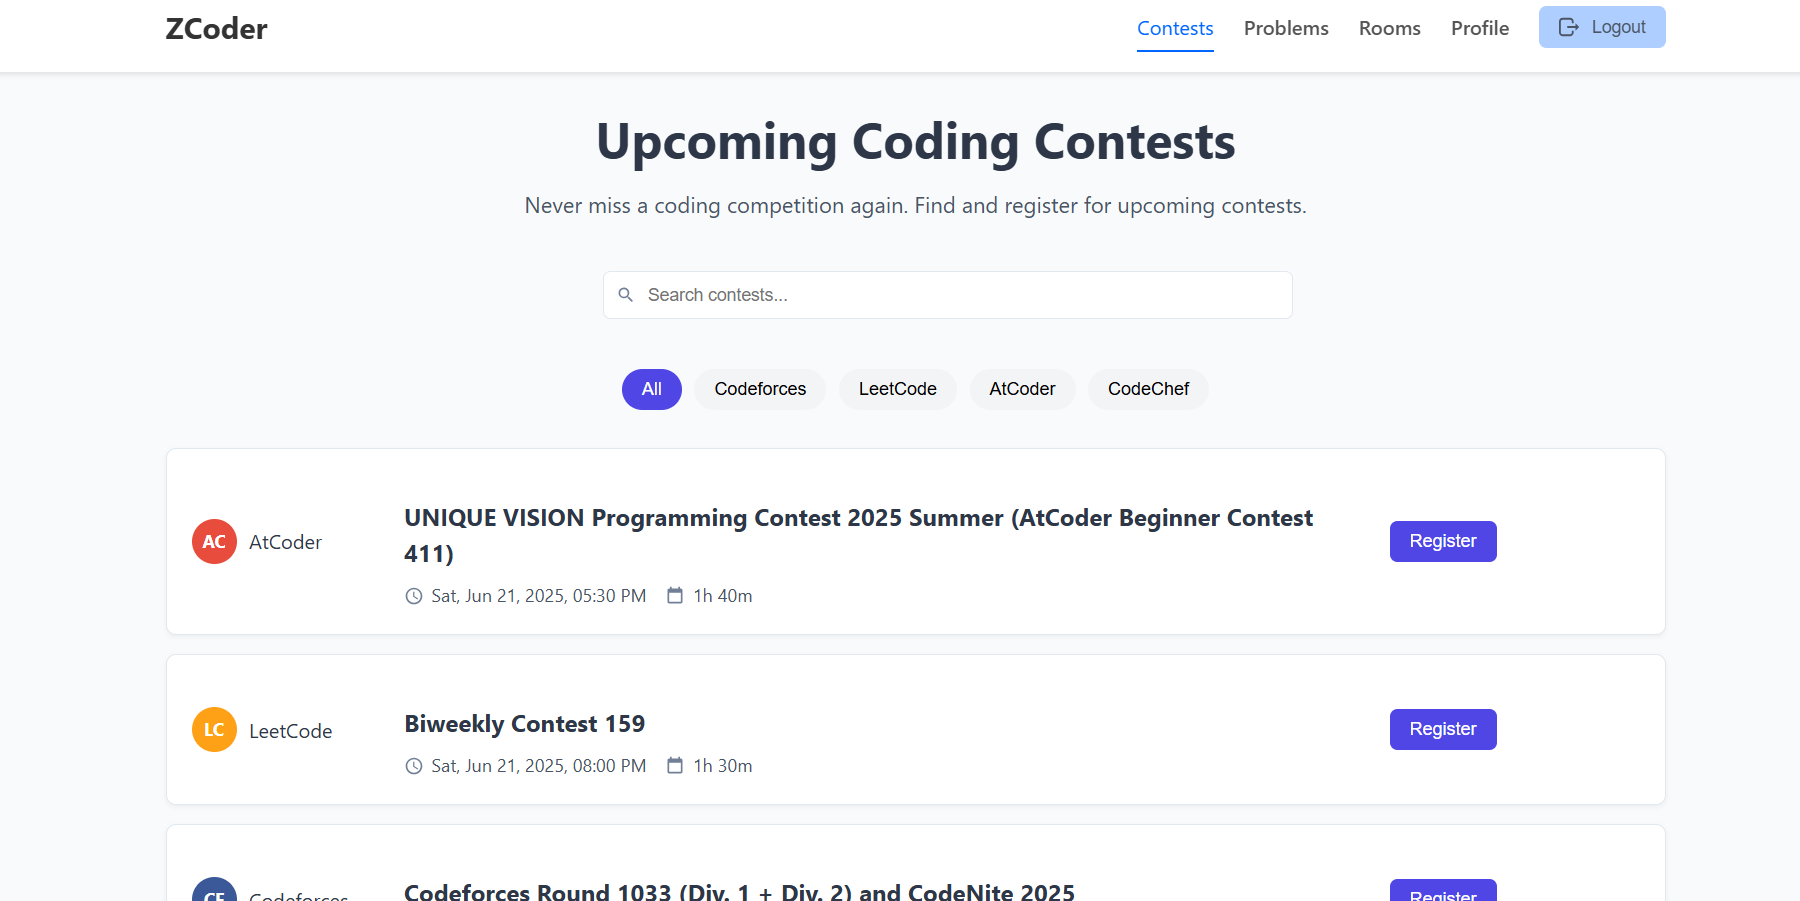 ZCoder
Contests
Problems
Rooms
Profile
Logout
Upcoming Coding Contests
Never miss a coding competition again. Find and register for upcoming contests.
Search contests...
All
Codeforces
LeetCode
AtCoder
CodeChef
AC
AtCoder
UNIQUE VISION Programming Contest 2025 Summer (AtCoder Beginner Contest
411)
Sat, Jun 21, 2025, 05:30 PM
1h 40m
Register
LC
LeetCode
Biweekly Contest 159
Sat, Jun 21, 2025, 08:00 PM
1h 30m
Register
CF
Codeforces
Codeforces Round 1033 (Div. 1 + Div. 2) and CodeNite 2025
Register